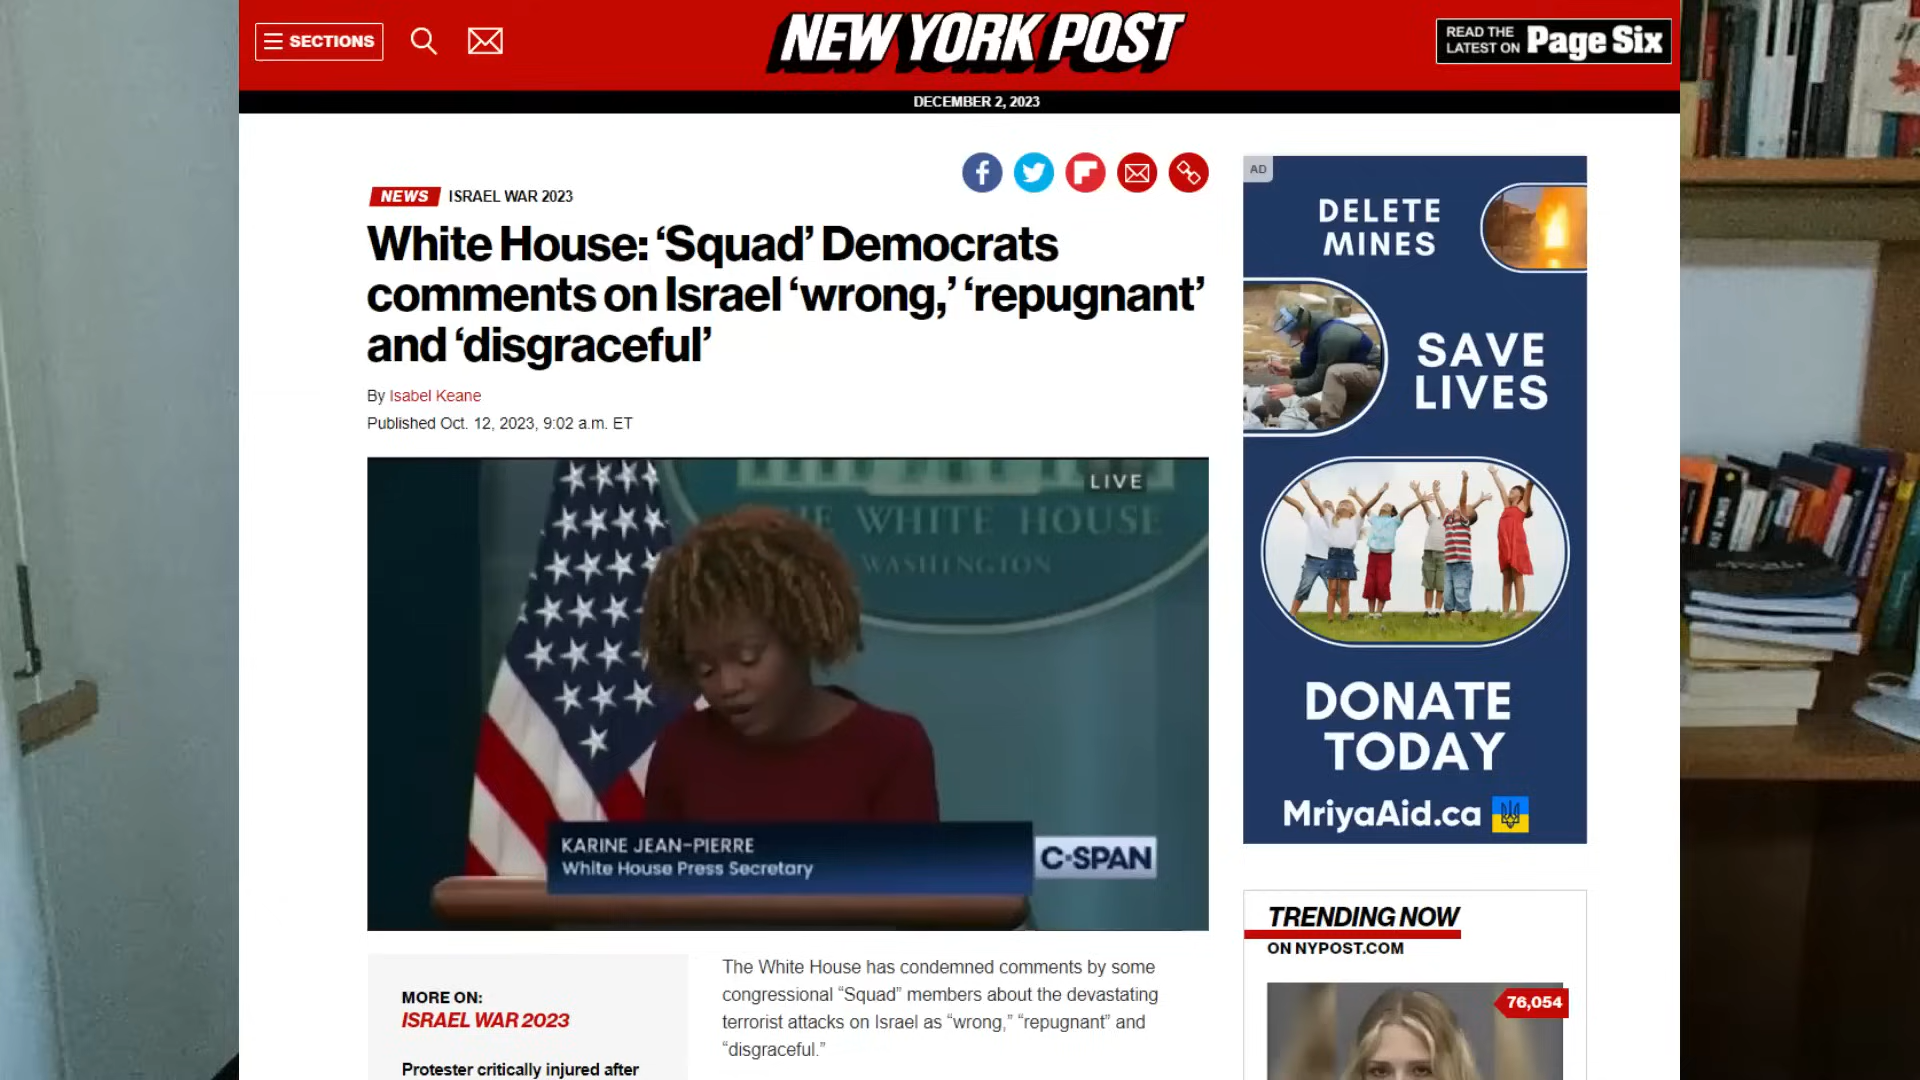 SECTIONS
NEW YORK POST
READ THE
LATEST ON
Page Six
DECEMBER 2, 2023
NEWS
ISRAEL WAR 2023
White House: ‘Squad’ Democrats
comments on Israel ‘wrong,’ ‘repugnant’
and ‘disgraceful’
By Isabel Keane
Published Oct. 12, 2023, 9:02 a.m. ET
LIVE
THE WHITE HOUSE
WASHINGTON
KARINE JEAN-PIERRE
White House Press Secretary
C-SPAN
MORE ON:
ISRAEL WAR 2023
Protester critically injured after
The White House has condemned comments by some
congressional “Squad” members about the devastating
terrorist attacks on Israel as “wrong,” “repugnant” and
“disgraceful.”
AD
DELETE
MINES
SAVE
LIVES
DONATE
TODAY
MriyaAid.ca
TRENDING NOW
ON NYPOST.COM
76,054